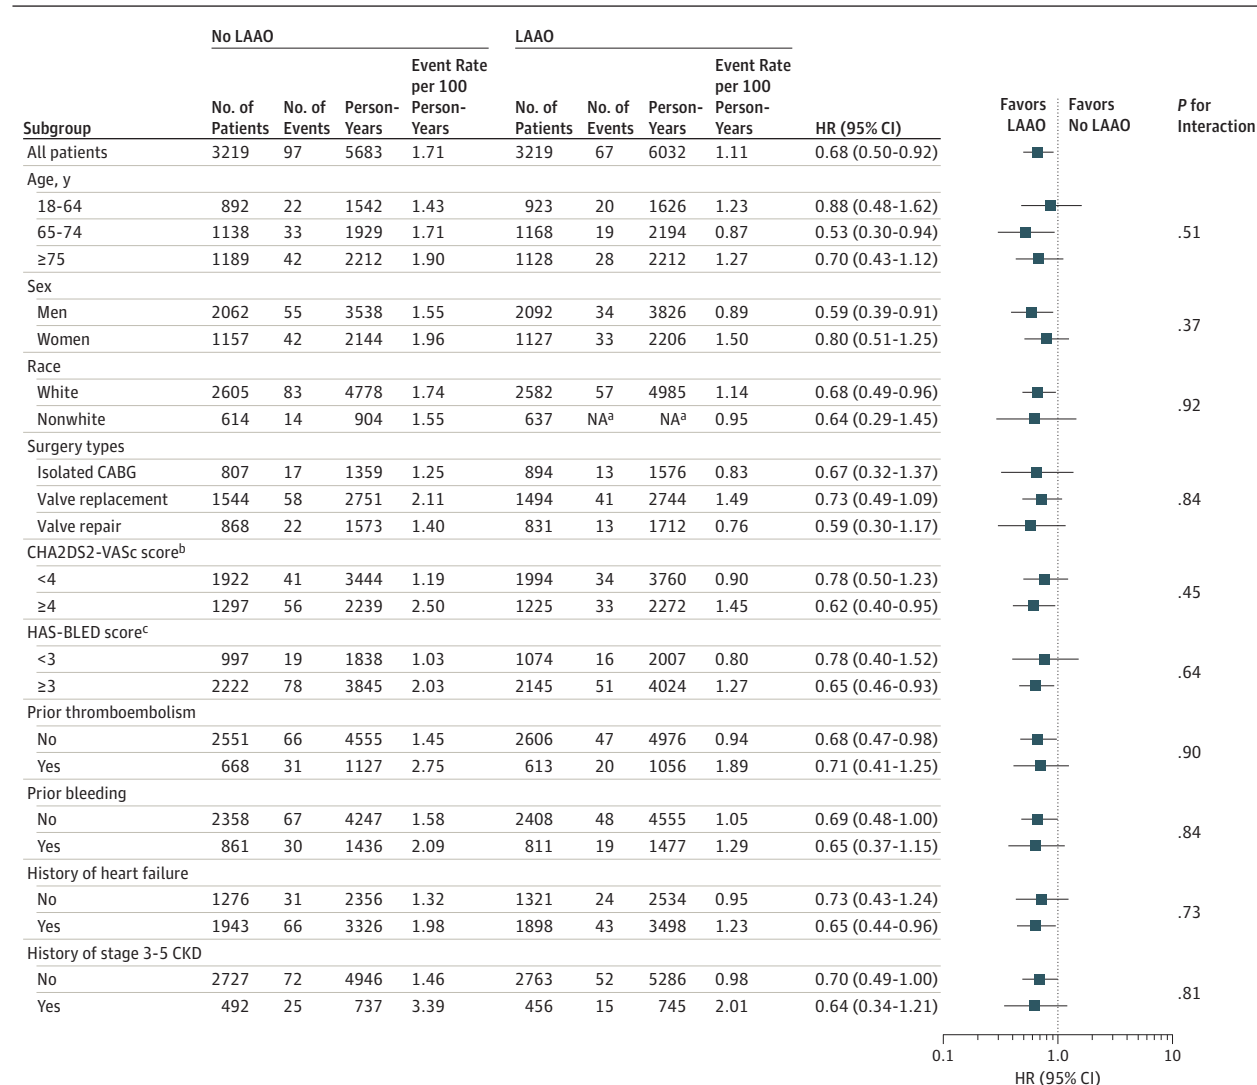 No LAAO LAAO
Event Rate Event Rate
per 100 per 100
No. of No. of Person- Person- No. of No. of Person- Person- Favors Favors P for
Subgroup Patients Events Years Years Patients Events Years Years HR (95% CI) LAAO No LAAO Interaction
All patients 3219 97 5683 1.71 3219 67 6032 1.11 0.68 (0.50-0.92)
Age, y
18-64 892 22 1542 1.43 923 20 1626 1.23 0.88 (0.48-1.62)
65-74 1138 33 1929 1.71 1168 19 2194 0.87 0.53 (0.30-0.94) .51
≥75 1189 42 2212 1.90 1128 28 2212 1.27 0.70 (0.43-1.12)
Sex
Men 2062 55 3538 1.55 2092 34 3826 0.89 0.59 (0.39-0.91)
.37
Women 1157 42 2144 1.96 1127 33 2206 1.50 0.80 (0.51-1.25)
Race
White 2605 83 4778 1.74 2582 57 4985 1.14 0.68 (0.49-0.96)
.92
Nonwhite 614 14 904 1.55 637 NAa NAa 0.95 0.64 (0.29-1.45)
Surgery types
Isolated CABG 807 17 1359 1.25 894 13 1576 0.83 0.67 (0.32-1.37)
Valve replacement 1544 58 2751 2.11 1494 41 2744 1.49 0.73 (0.49-1.09) .84
Valve repair 868 22 1573 1.40 831 13 1712 0.76 0.59 (0.30-1.17)
CHA2DS2-VASc scoreb
<4 1922 41 3444 1.19 1994 34 3760 0.90 0.78 (0.50-1.23)
.45
≥4 1297 56 2239 2.50 1225 33 2272 1.45 0.62 (0.40-0.95)
HAS-BLED scorec
<3 997 19 1838 1.03 1074 16 2007 0.80 0.78 (0.40-1.52)
.64
≥3 2222 78 3845 2.03 2145 51 4024 1.27 0.65 (0.46-0.93)
Prior thromboembolism
No 2551 66 4555 1.45 2606 47 4976 0.94 0.68 (0.47-0.98)
.90
Yes 668 31 1127 2.75 613 20 1056 1.89 0.71 (0.41-1.25)
Prior bleeding
No 2358 67 4247 1.58 2408 48 4555 1.05 0.69 (0.48-1.00)
.84
Yes 861 30 1436 2.09 811 19 1477 1.29 0.65 (0.37-1.15)
History of heart failure
No 1276 31 2356 1.32 1321 24 2534 0.95 0.73 (0.43-1.24)
.73
Yes 1943 66 3326 1.98 1898 43 3498 1.23 0.65 (0.44-0.96)
History of stage 3-5 CKD
No 2727 72 4946 1.46 2763 52 5286 0.98 0.70 (0.49-1.00)
.81
Yes 492 25 737 3.39 456 15 745 2.01 0.64 (0.34-1.21)
0.1 1.0 10
HR (95% CI)